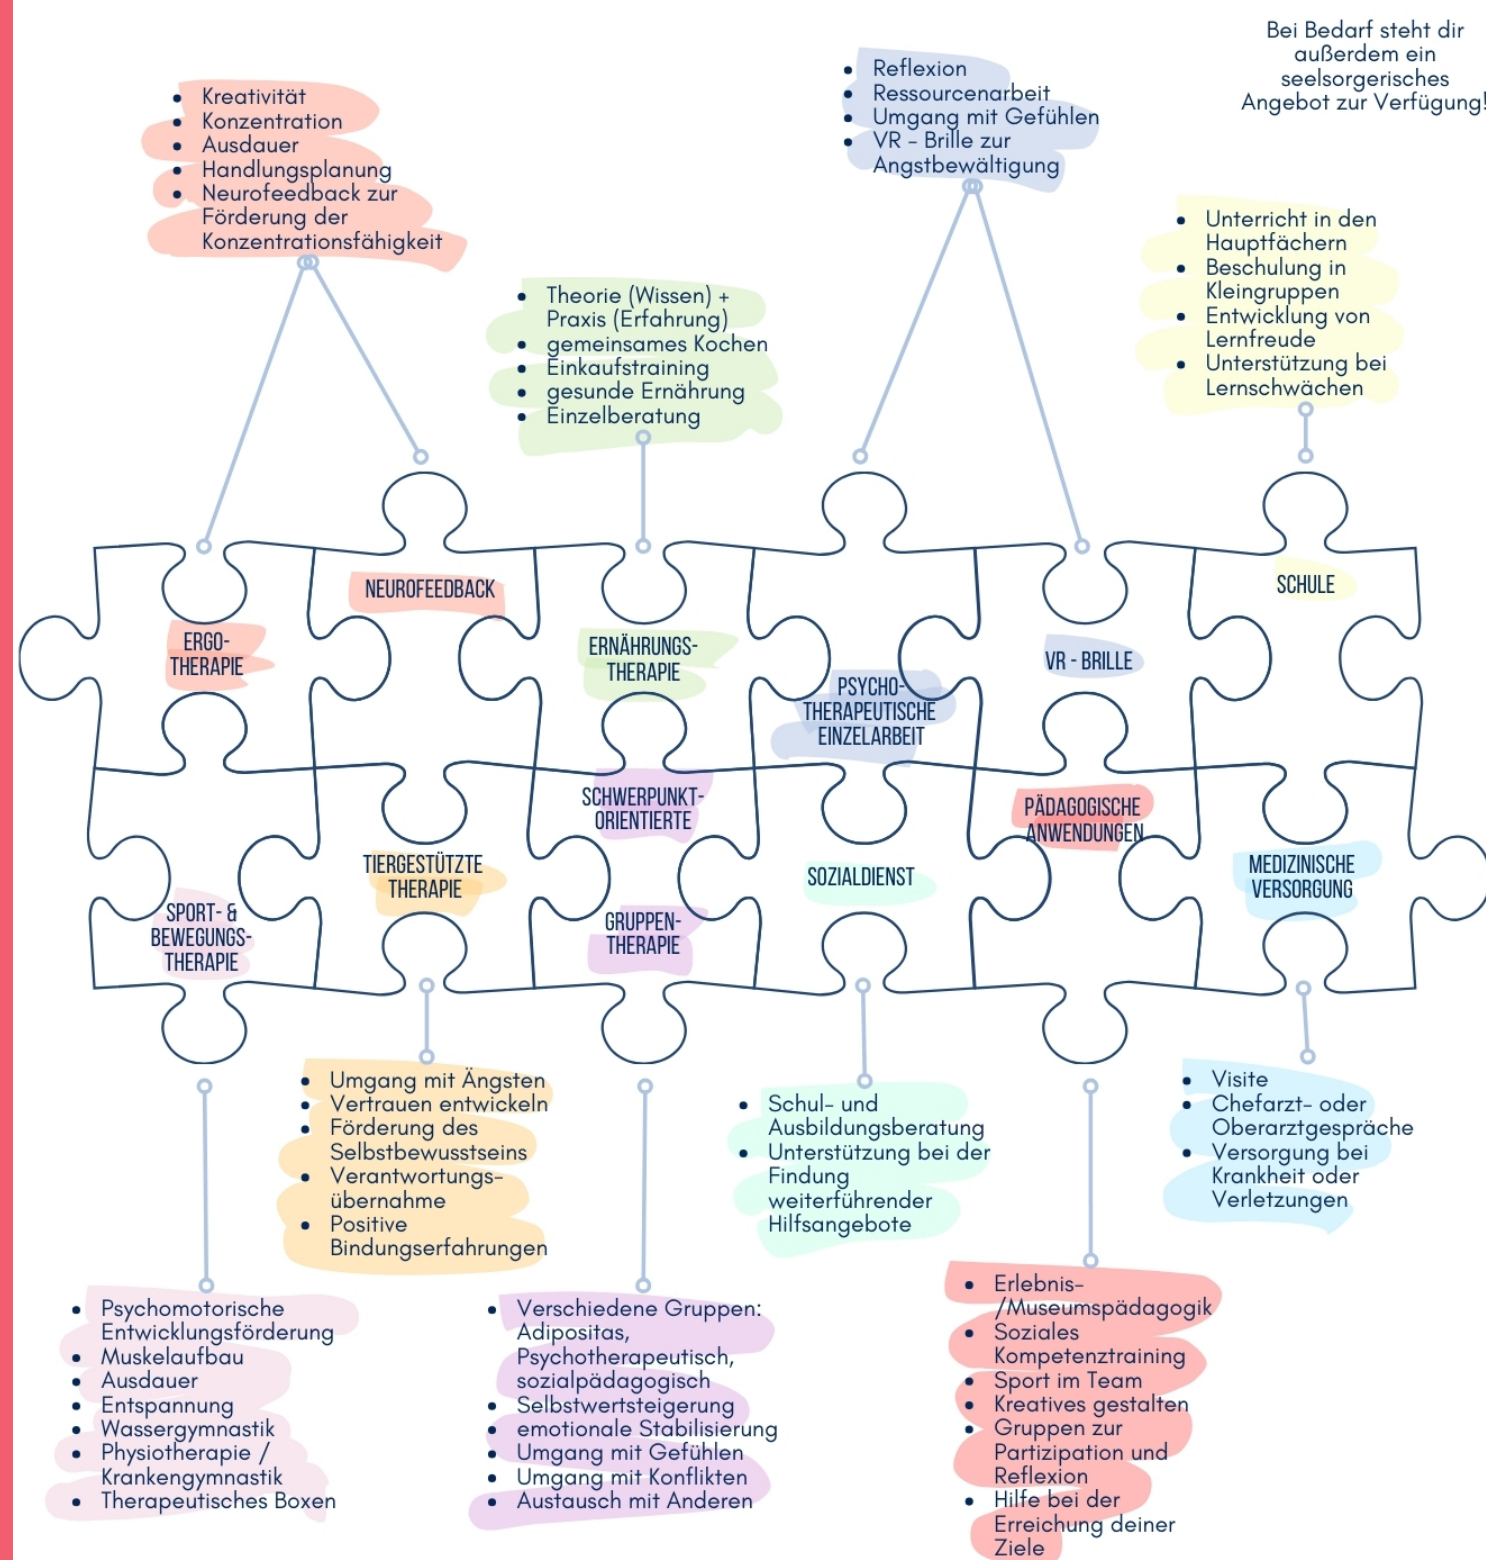 Bei Bedarf steht dir
außerdem ein
seelsorgerisches
Angebot zur Verfügung!
• Kreativität
• Konzentration
• Ausdauer
• Handlungsplanung
• Neurofeedback zur
Förderung der
Konzentrationsfähigkeit
• Reflexion
• Ressourcenarbeit
• Umgang mit Gefühlen
• VR - Brille zur
Angstbewältigung
• Theorie (Wissen) +
Praxis (Erfahrung)
• gemeinsames Kochen
• Einkaufstraining
• gesunde Ernährung
• Einzelberatung
• Unterricht in den
Hauptfächern
• Beschulung in
Kleingruppen
• Entwicklung von
Lernfreude
• Unterstützung bei
Lernschwächen
ERGO-
THERAPIE
NEUROFEEDBACK
ERNÄHRUNGS-
THERAPIE
PSYCHO-
THERAPEUTISCHE
EINZELARBEIT
VR - BRILLE
SCHULE
SPORT- &
BEWEGUNGS-
THERAPIE
TIERGESTÜTZTE
THERAPIE
SCHWERPUNKT-
ORIENTIERTE
GRUPPEN-
THERAPIE
SOZIALDIENST
PÄDAGOGISCHE
ANWENDUNGEN
MEDIZINISCHE
VERSORGUNG
• Psychomotorische
Entwicklungsförderung
• Muskelaufbau
• Ausdauer
• Entspannung
• Wassergymnastik
• Physiotherapie /
Krankengymnastik
• Therapeutisches Boxen
• Umgang mit Ängsten
• Vertrauen entwickeln
• Förderung des
Selbstbewusstseins
• Verantwortungs-
übernahme
• Positive
Bindungserfahrungen
• Verschiedene Gruppen:
Adipositas,
Psychotherapeutisch,
sozialpädagogisch
• Selbstwertsteigerung
• emotionale Stabilisierung
• Umgang mit Gefühlen
• Umgang mit Konflikten
• Austausch mit Anderen
• Schul- und
Ausbildungsberatung
• Unterstützung bei der
Findung
weiterführender
Hilfsangebote
• Erlebnis-
/Museumspädagogik
• Soziales
Kompetenztraining
• Sport im Team
• Kreatives gestalten
• Gruppen zur
Partizipation und
Reflexion
• Hilfe bei der
Erreichung deiner
Ziele
• Visite
• Chefarzt- oder
Oberarztgespräche
• Versorgung bei
Krankheit oder
Verletzungen